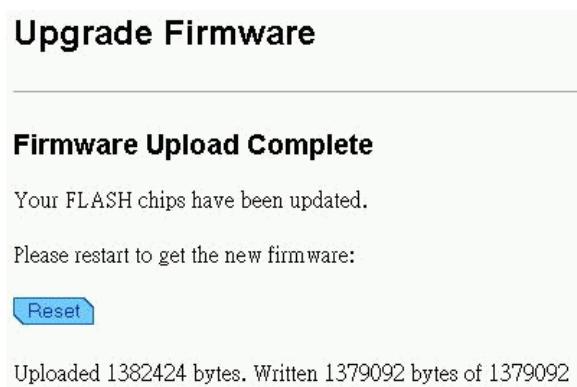 Upgrade Firmware
Firmware Upload Complete
Your FLASH chips have been updated.
Please restart to get the new firmware:
Reset
Uploaded 1382424 bytes. Written 1379092 bytes of 1379092